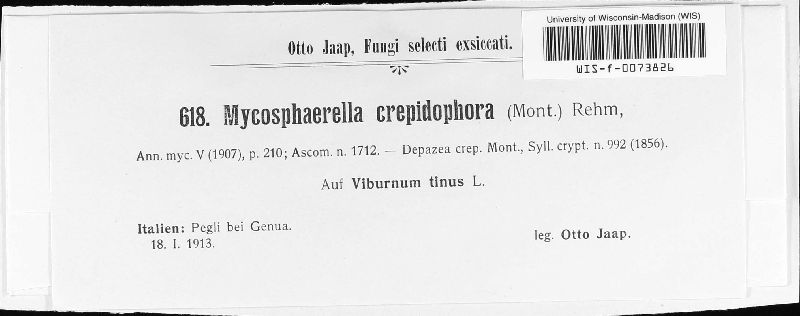 University of Wisconsin-Madison (WIS)
WIS-f-0073826
Otto Jaap, Fungi selecti exsiccati.
618. Mycosphaerella crepidophora (Mont.) Rehm,
Ann. myc. V (1907), p. 210; Ascom. n. 1712. — Depazea crep. Mont., Syll. crypt. n. 992 (1856).
Auf Viburnum tinus L.
Italien: Pegli bei Genua.
18. I. 1913.
leg. Otto Jaap.